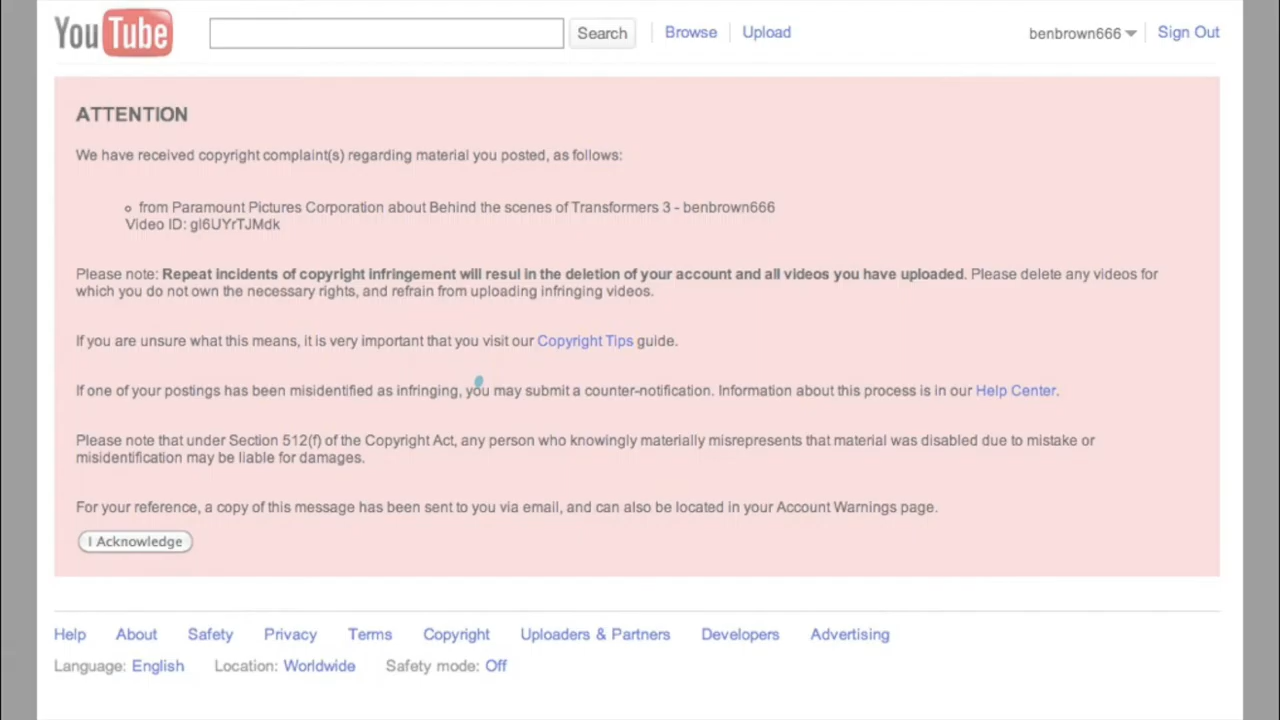 YouTube Search Browse Upload benbrown666 Sign Out
ATTENTION
We have received copyright complaint(s) regarding material you posted, as follows:
from Paramount Pictures Corporation about Behind the scenes of Transformers 3 - benbrown666
Video ID: gl6UYrTJMdk
Please note: Repeat incidents of copyright infringement will resul in the deletion of your account and all videos you have uploaded. Please delete any videos for
which you do not own the necessary rights, and refrain from uploading infringing videos.
If you are unsure what this means, it is very important that you visit our Copyright Tips guide.
If one of your postings has been misidentified as infringing, you may submit a counter-notification. Information about this process is in our Help Center.
Please note that under Section 512(f) of the Copyright Act, any person who knowingly materially misrepresents that material was disabled due to mistake or
misidentification may be liable for damages.
For your reference, a copy of this message has been sent to you via email, and can also be located in your Account Warnings page.
I Acknowledge
Help About Safety Privacy Terms Copyright Uploaders & Partners Developers Advertising
Language: English Location: Worldwide Safety mode: Off